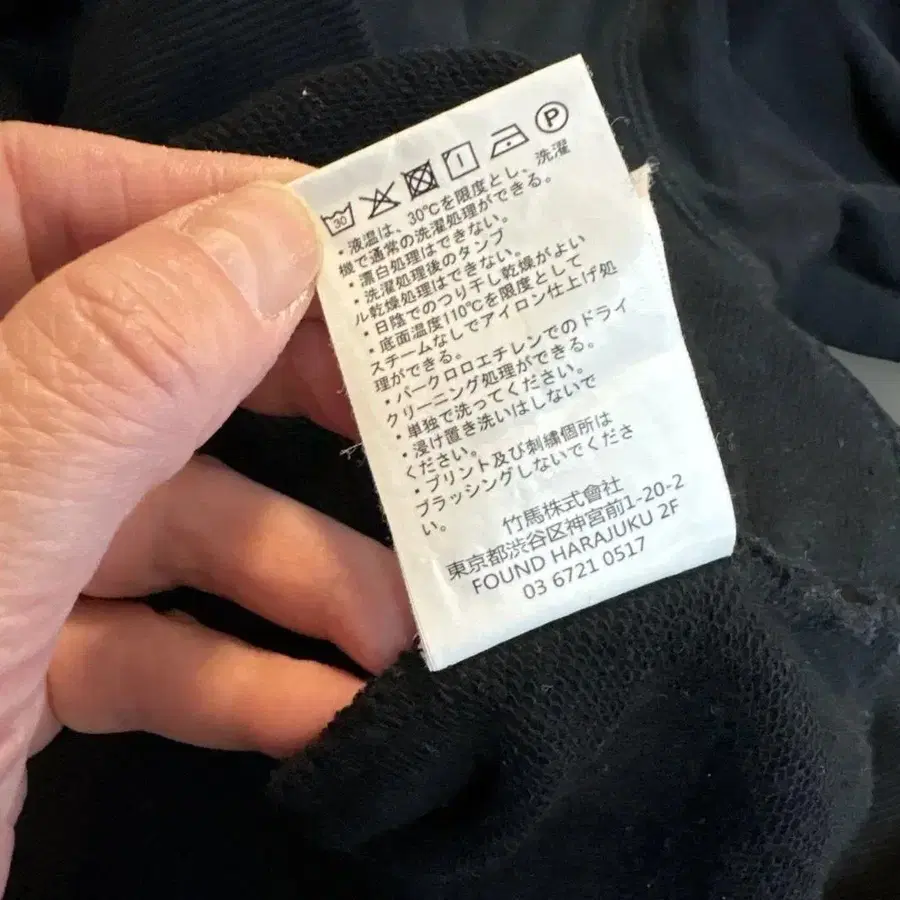 30 P
・液温は、30℃を限度とし、洗濯
機で通常の洗濯処理ができる。
・漂白処理はできない。
・洗濯処理後のタンブ
ル乾燥処理はできない。
・日陰でのつり干し乾燥がよい
・底面温度110℃を限度として
スチームなしでアイロン仕上げ処
理ができる。
・パークロロエチレンでのドライ
クリーニング処理ができる。
・単独で洗ってください。
・浸け置き洗いはしないで
ください。
・プリント及び刺繍個所は
ブラッシングしないでくださ
い。
竹馬株式會社
東京都渋谷区神宮前1-20-2
FOUND HARAJUKU 2F
03 6721 0517